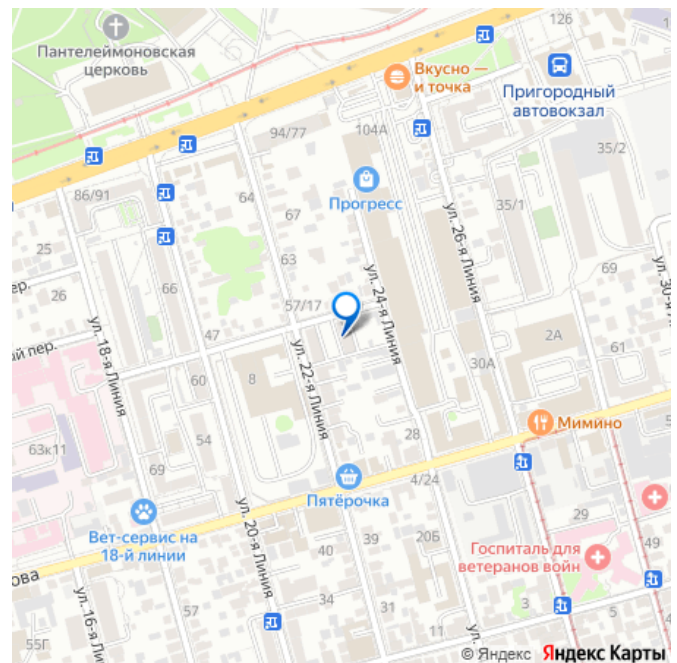 126
Пантелеймоновская
церковь
Вкусно —
и точка
Пригородный
автовокзал
94/77
104А
35/2
86/91
64
Прогресс
35/1
67
ул. 26-я Линия
25
63
ул. 24-я Линия
69
ул. 30-я
пер.
26
66
57/17
ул. 18-я Линия
47
2А
61
ый пер.
60
8
ул. 22-я Линия
30А
63к11
54
Мимино
28
69
Пятёрочка
4/24
Вет-сервис на
18-й линии
ул. 20-я Линия
29
40
39
20Б
Госпиталь для
ветеранов войн
49
ова
ул. 16-я Линия
57
34
31
3
5
11
55Г
ул.
© Яндекс Яндекс Карты